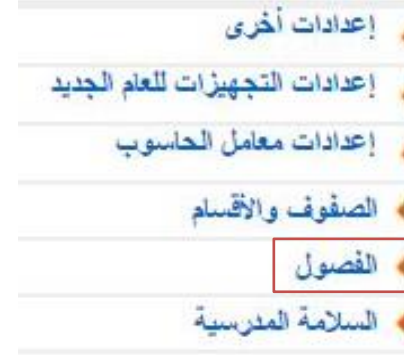 إعدادات أخرى
إعدادات التجهيزات للعام الجديد
إعدادات معامل الحاسوب
الصفوف والأقسام
الفصول
السلامة المدرسية